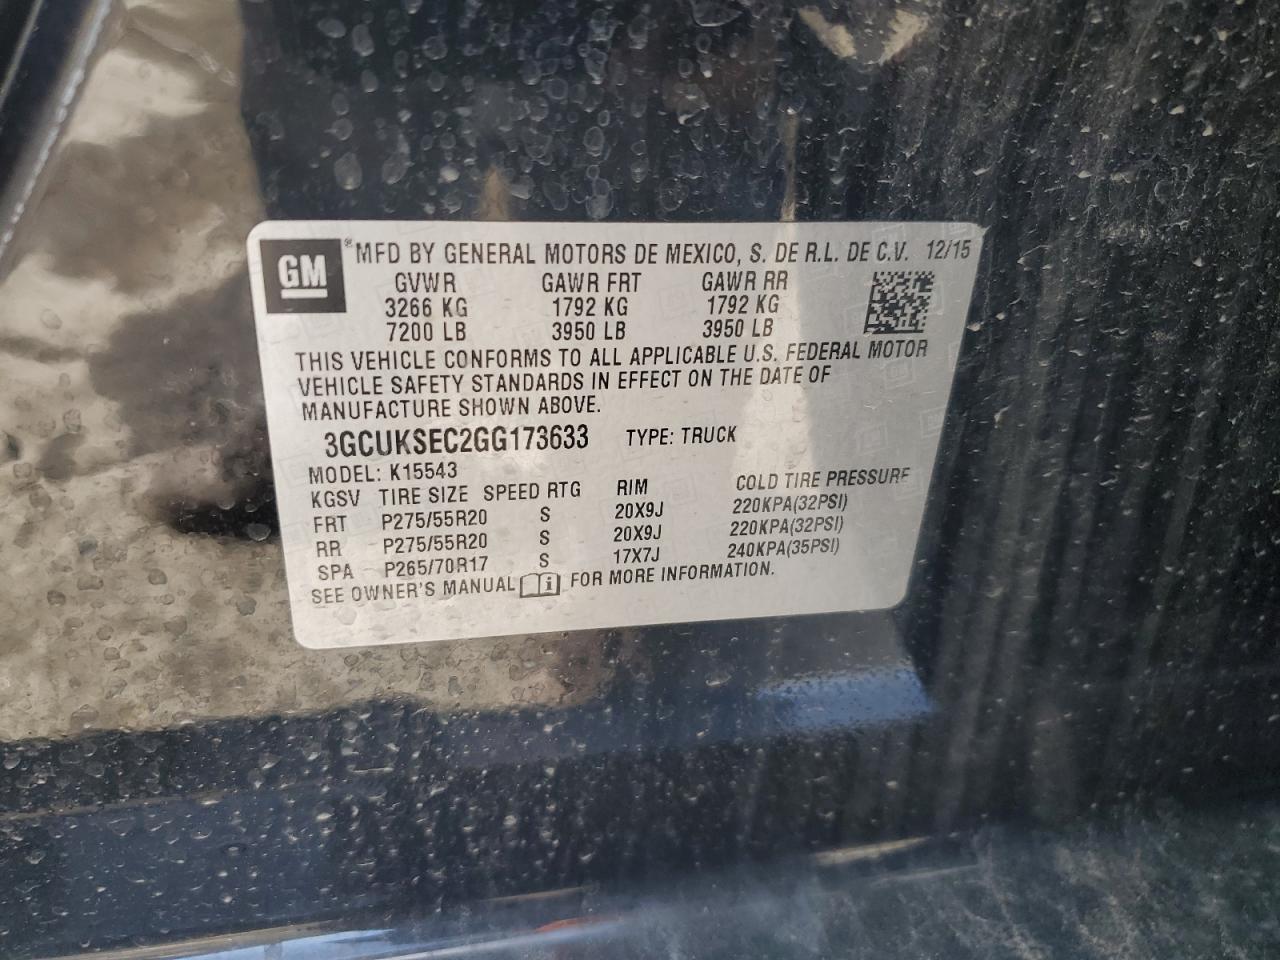 GM ® MFD BY GENERAL MOTORS DE MEXICO, S. DE R.L. DE C.V. 12/15
GVWR GAWR FRT GAWR RR
3266 KG 1792 KG 1792 KG
7200 LB 3950 LB 3950 LB
THIS VEHICLE CONFORMS TO ALL APPLICABLE U.S. FEDERAL MOTOR
VEHICLE SAFETY STANDARDS IN EFFECT ON THE DATE OF
MANUFACTURE SHOWN ABOVE.
3GCUKSEC2GG173633 TYPE: TRUCK
MODEL: K15543
KGSV TIRE SIZE SPEED RTG RIM COLD TIRE PRESSURE
FRT P275/55R20 S 20X9J 220KPA(32PSI)
RR P275/55R20 S 20X9J 220KPA(32PSI)
SPA P265/70R17 S 17X7J 240KPA(35PSI)
SEE OWNER'S MANUAL i FOR MORE INFORMATION.